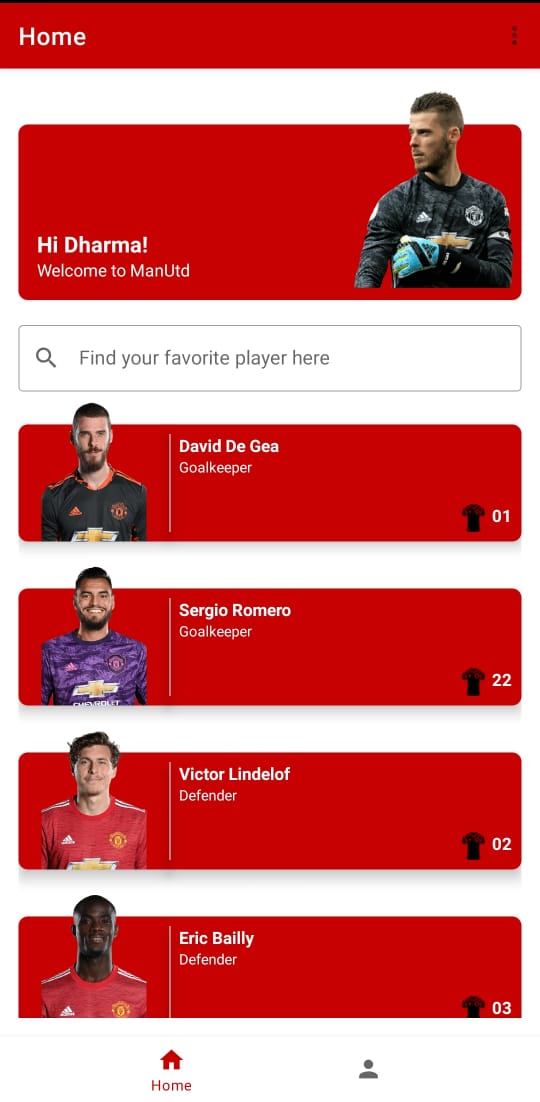 Home
Hi Dharma!
Welcome to ManUtd
Find your favorite player here
David De Gea
Goalkeeper
01
Sergio Romero
Goalkeeper
CHEVROLET
22
Victor Lindelof
Defender
02
Eric Bailly
Defender
03
Home